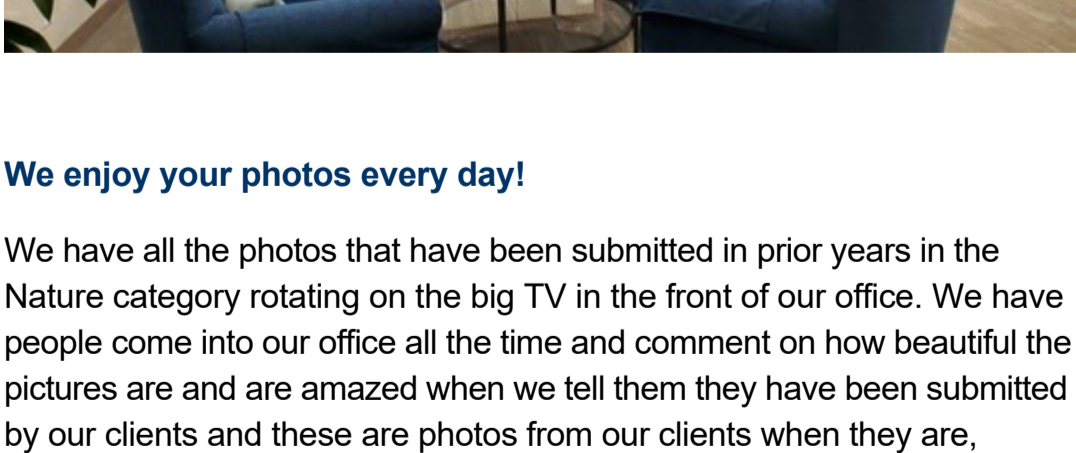 We enjoy your photos every day!
We have all the photos that have been submitted in prior years in the
Nature category rotating on the big TV in the front of our office. We have
people come into our office all the time and comment on how beautiful the
pictures are and are amazed when we tell them they have been submitted
by our clients and these are photos from our clients when they are,